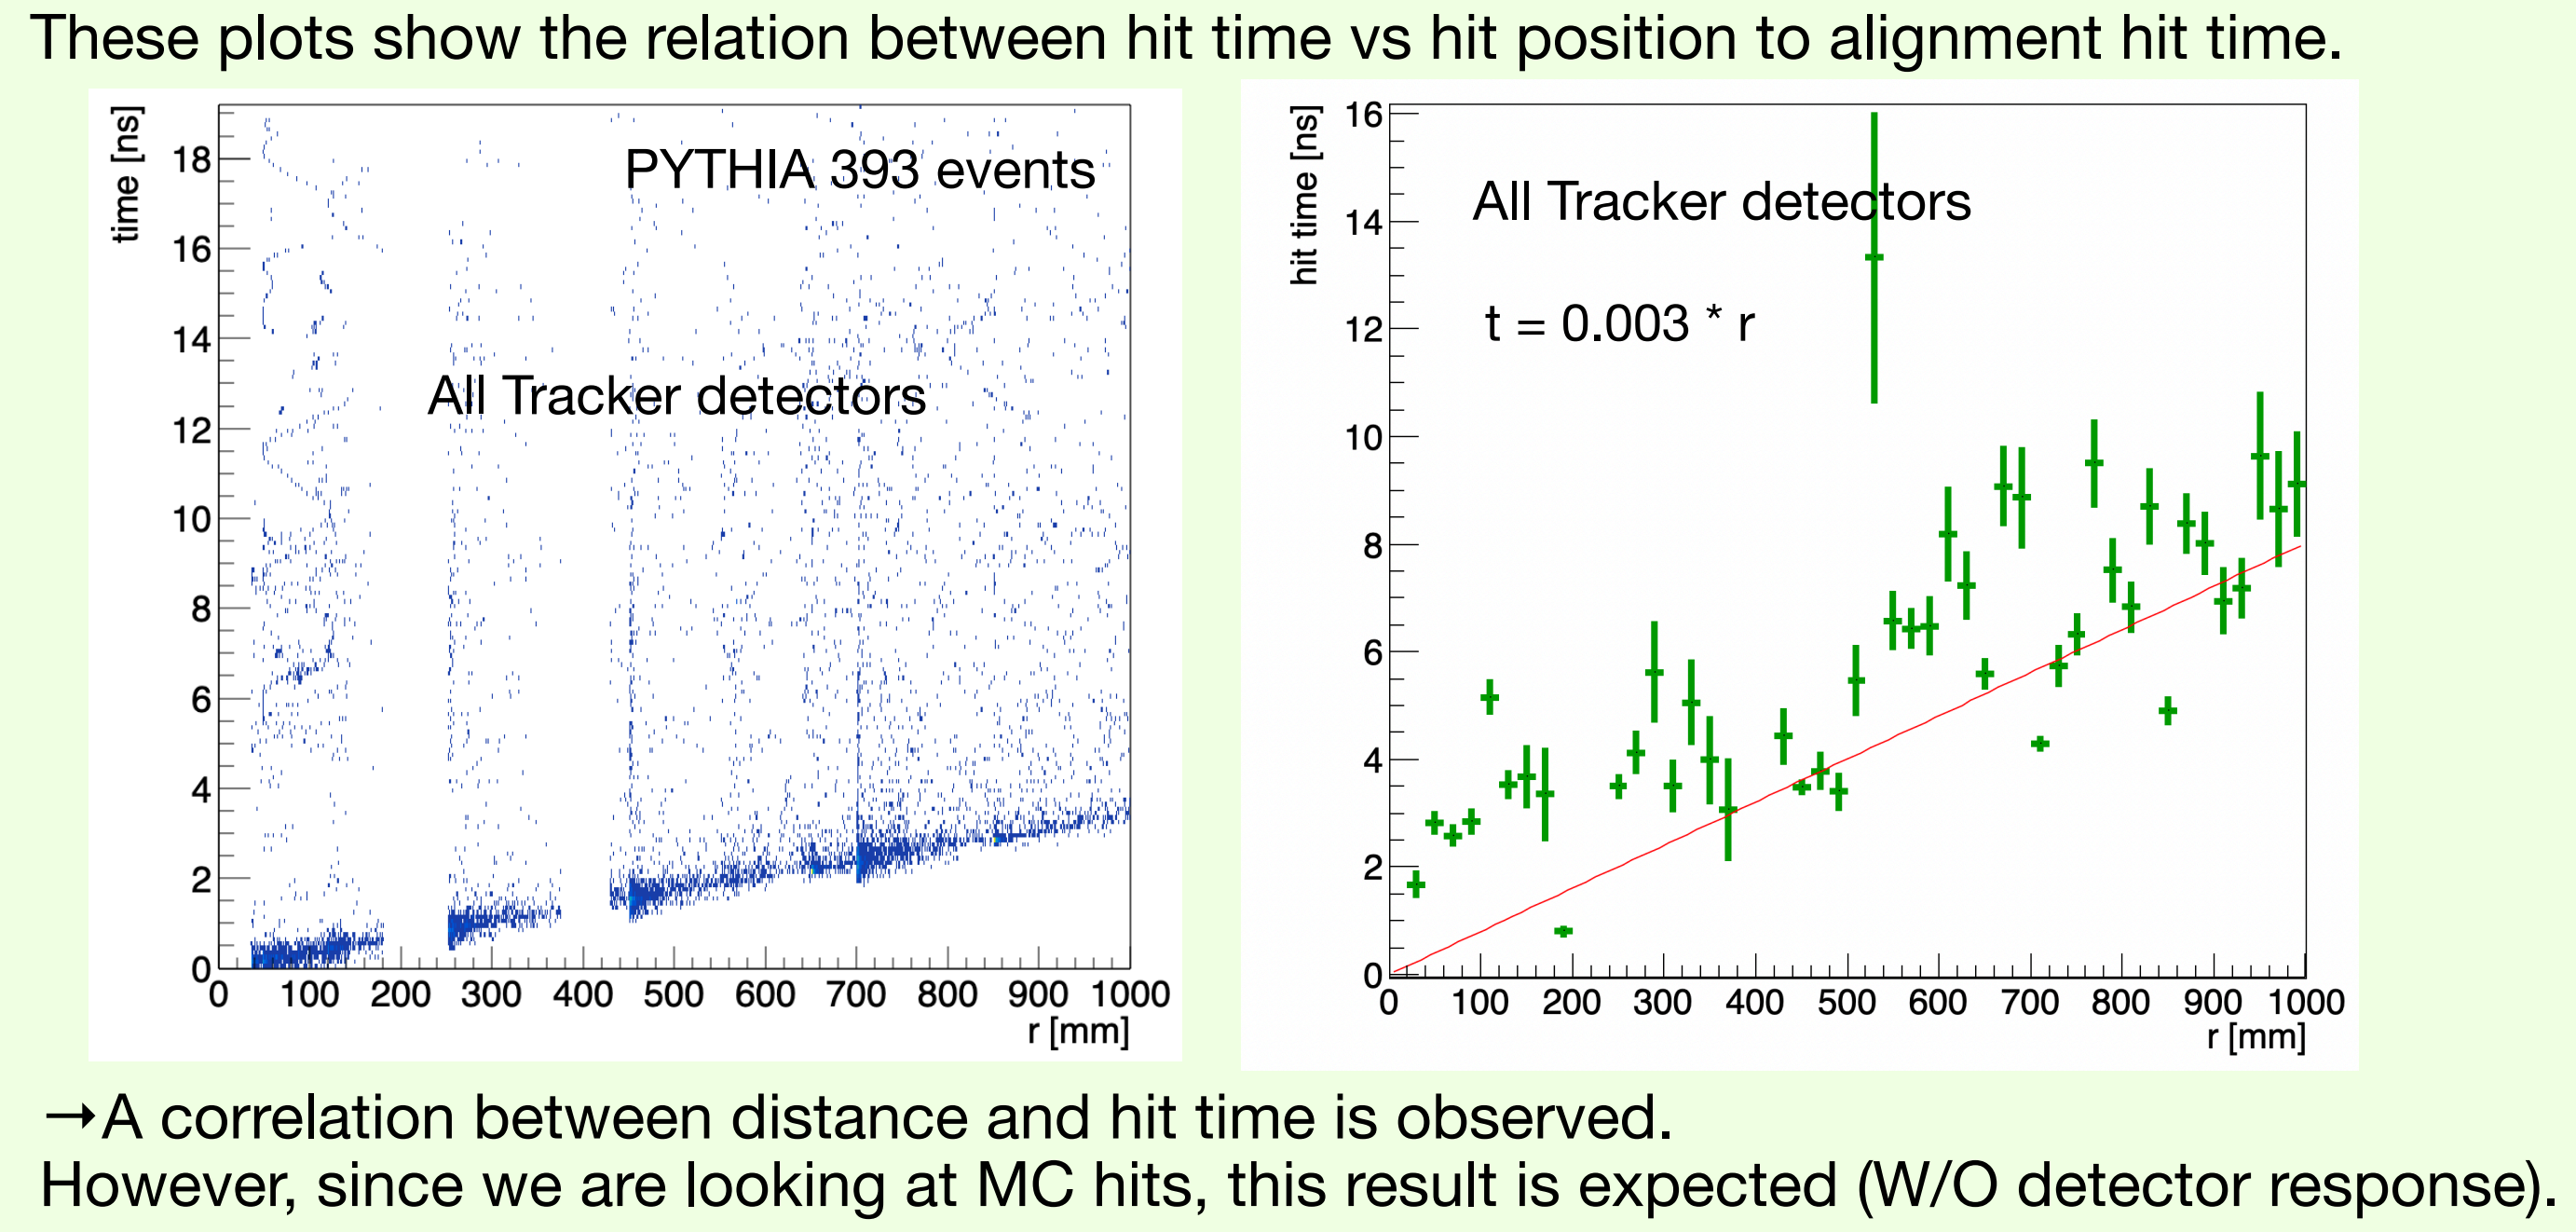 These plots show the relation between hit time vs hit position to alignment hit time.
time [ns]
PYTHIA 393 events
All Tracker detectors
18
16
14
12
10
8
6
4
2
0
0 100 200 300 400 500 600 700 800 900 1000
r [mm]
hit time [ns]
All Tracker detectors
t = 0.003 * r
16
14
12
10
8
6
4
2
0
0 100 200 300 400 500 600 700 800 900 1000
r [mm]
→A correlation between distance and hit time is observed.
However, since we are looking at MC hits, this result is expected (W/O detector response).